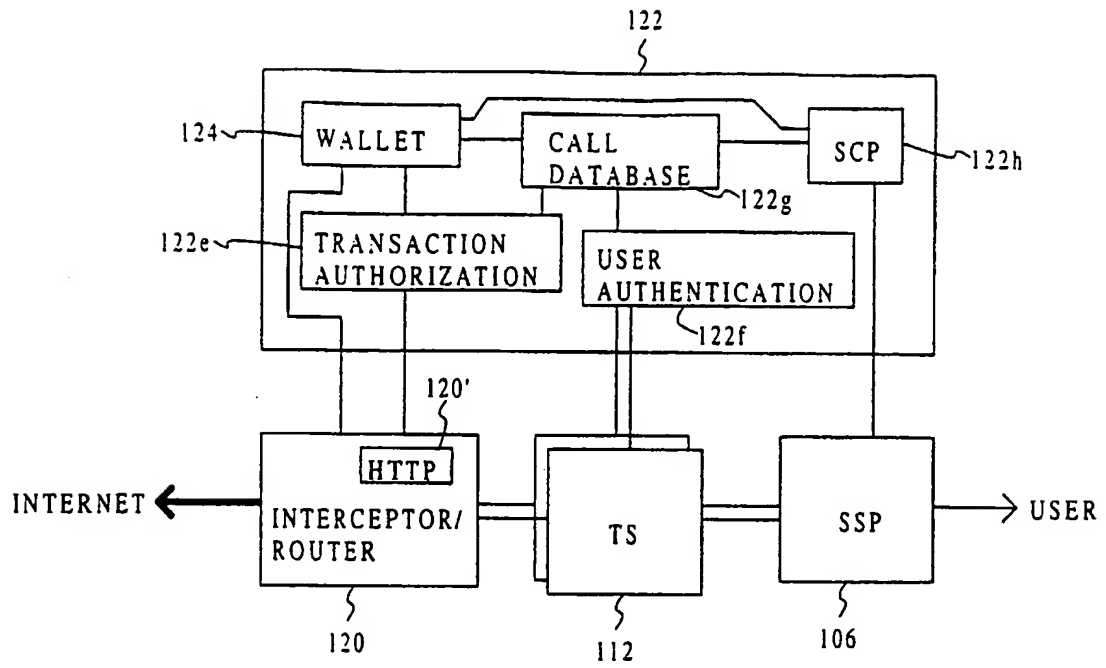 122
124
WALLET
CALL
DATABASE
SCP
122h
122g
122e
TRANSACTION
AUTHORIZATION
USER
AUTHENTICATION
122f
120'
HTTP
INTERNET
INTERCEPTOR/
ROUTER
TS
SSP
USER
120
112
106